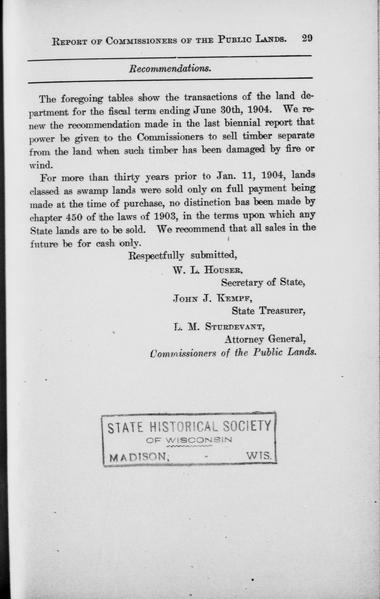 REPORT OF COMMISSIONERS OF THE PUBLIC LANDS. 29
Recommendations.
The foregoing tables show the transactions of the land de-
partment for the fiscal term ending June 30th, 1904. We re-
new the recommendation made in the last biennial report that
power be given to the Commissioners to sell timber separate
from the land when such timber has been damaged by fire or
wind.
For more than thirty years prior to Jan. 11, 1904, lands
classed as swamp lands were sold only on full payment being
made at the time of purchase, no distinction has been made by
chapter 450 of the laws of 1903, in the terms upon which any
State lands are to be sold. We recommend that all sales in the
future be for cash only.
Respectfully submitted,
W. L. HOUSER,
Secretary of State,
JOHN J. KEMPF,
State Treasurer,
L. M. STURDEVANT,
Attorney General,
Commissioners of the Public Lands.
STATE HISTORICAL SOCIETY
OF WISCONSIN
MADISON, - WIS.